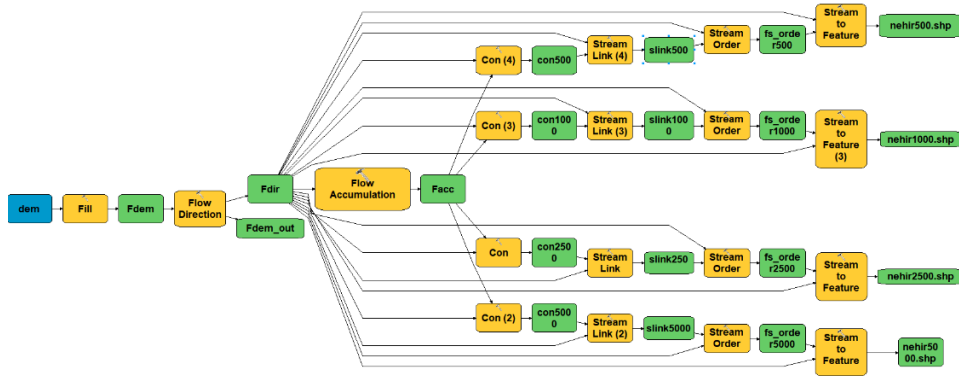 dem
Fill
Fdem
Flow
Direction
Fdir
Fdem_out
Flow
Accumulation
Facc
Con (4)
con500
Stream
Link (4)
slink500
Stream
Order
fs_orde
r500
Stream
to
Feature
nehir500.shp
Con (3)
con100
0
Stream
Link (3)
slink100
0
Stream
Order
fs_orde
r1000
Stream
to
Feature
(3)
nehir1000.shp
Con
con250
0
Stream
Link
slink250
Stream
Order
fs_orde
r2500
Stream
to
Feature
nehir2500.shp
Con (2)
con500
0
Stream
Link (2)
slink5000
Stream
Order
fs_orde
r5000
Stream
to
Feature
nehir50
00.shp